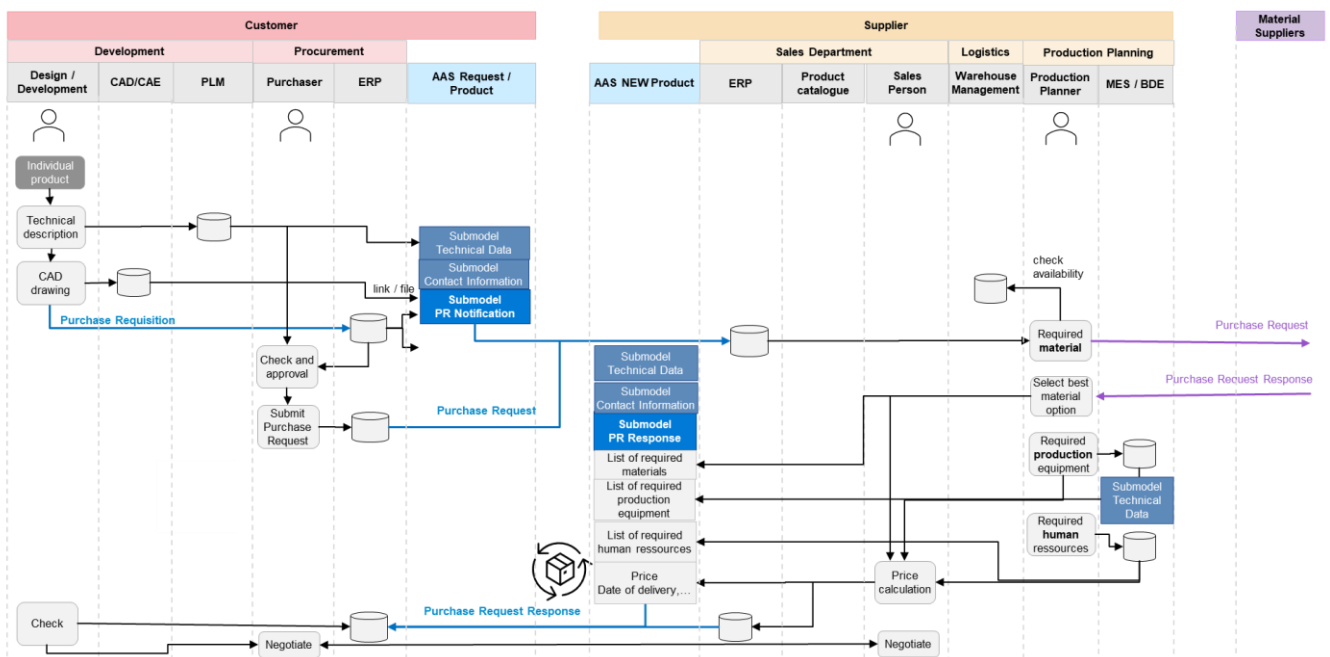 Customer
Supplier
Material
Suppliers
Development
Procurement
Sales Department
Logistics
Production Planning
Design /
Development
CAD/CAE
PLM
Purchaser
ERP
AAS Request /
Product
AAS NEW Product
ERP
Product
catalogue
Sales
Person
Warehouse
Management
Production
Planner
MES / BDE
Individual
product
Technical
description
Submodel
Technical Data
CAD
drawing
Submodel
Contact Information
link / file
Submodel
PR Notification
check
availability
Purchase Requisition
Required
material
Purchase Request
Check and
approval
Submodel
Technical Data
Purchase Request Response
Select best
material
option
Submodel
Contact Information
Submit
Purchase
Request
Purchase Request
Submodel
PR Response
List of required
materials
Required
production
equipment
List of required
production
equipment
Submodel
Technical
Data
List of required
human ressources
Required
human
ressources
Price
Date of delivery,...
Price
calculation
Purchase Request Response
Check
Negotiate
Negotiate